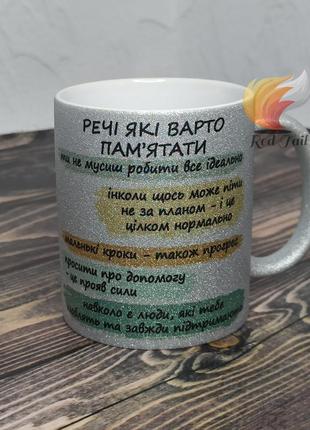 Red Tail
РЕЧІ ЯКІ ВАРТО
ПАМ'ЯТАТИ
ти не мусиш робити все ідеально
інколи щось може піти
не за планом - і це
цілком нормально
маленькі кроки - також прогрес
просити про допомогу
- це прояв сили
навколо є люди, які тебе
люблять та завжди підтримають